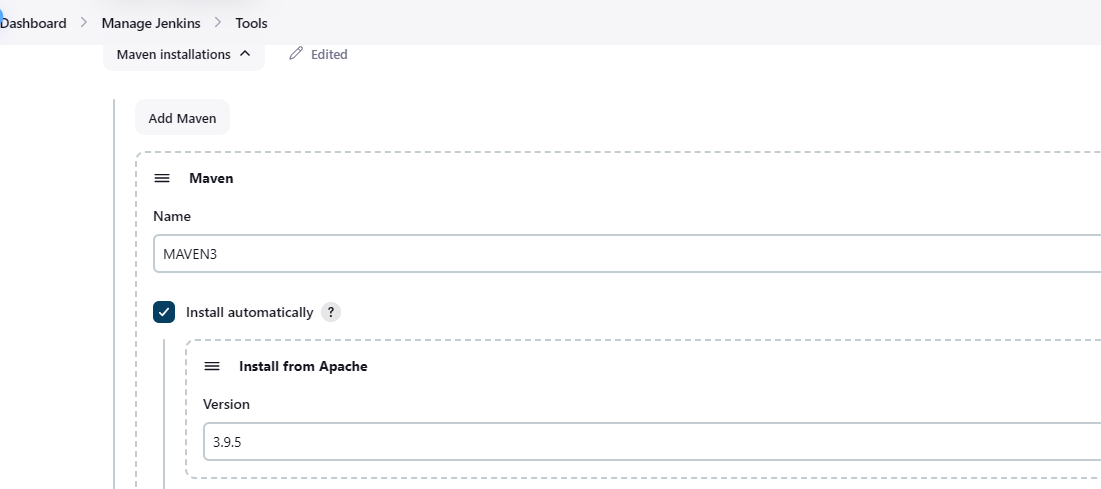 Dashboard > Manage Jenkins > Tools
Maven installations Edited
Add Maven
Maven
Name
MAVEN3
Install automatically ?
Install from Apache
Version
3.9.5